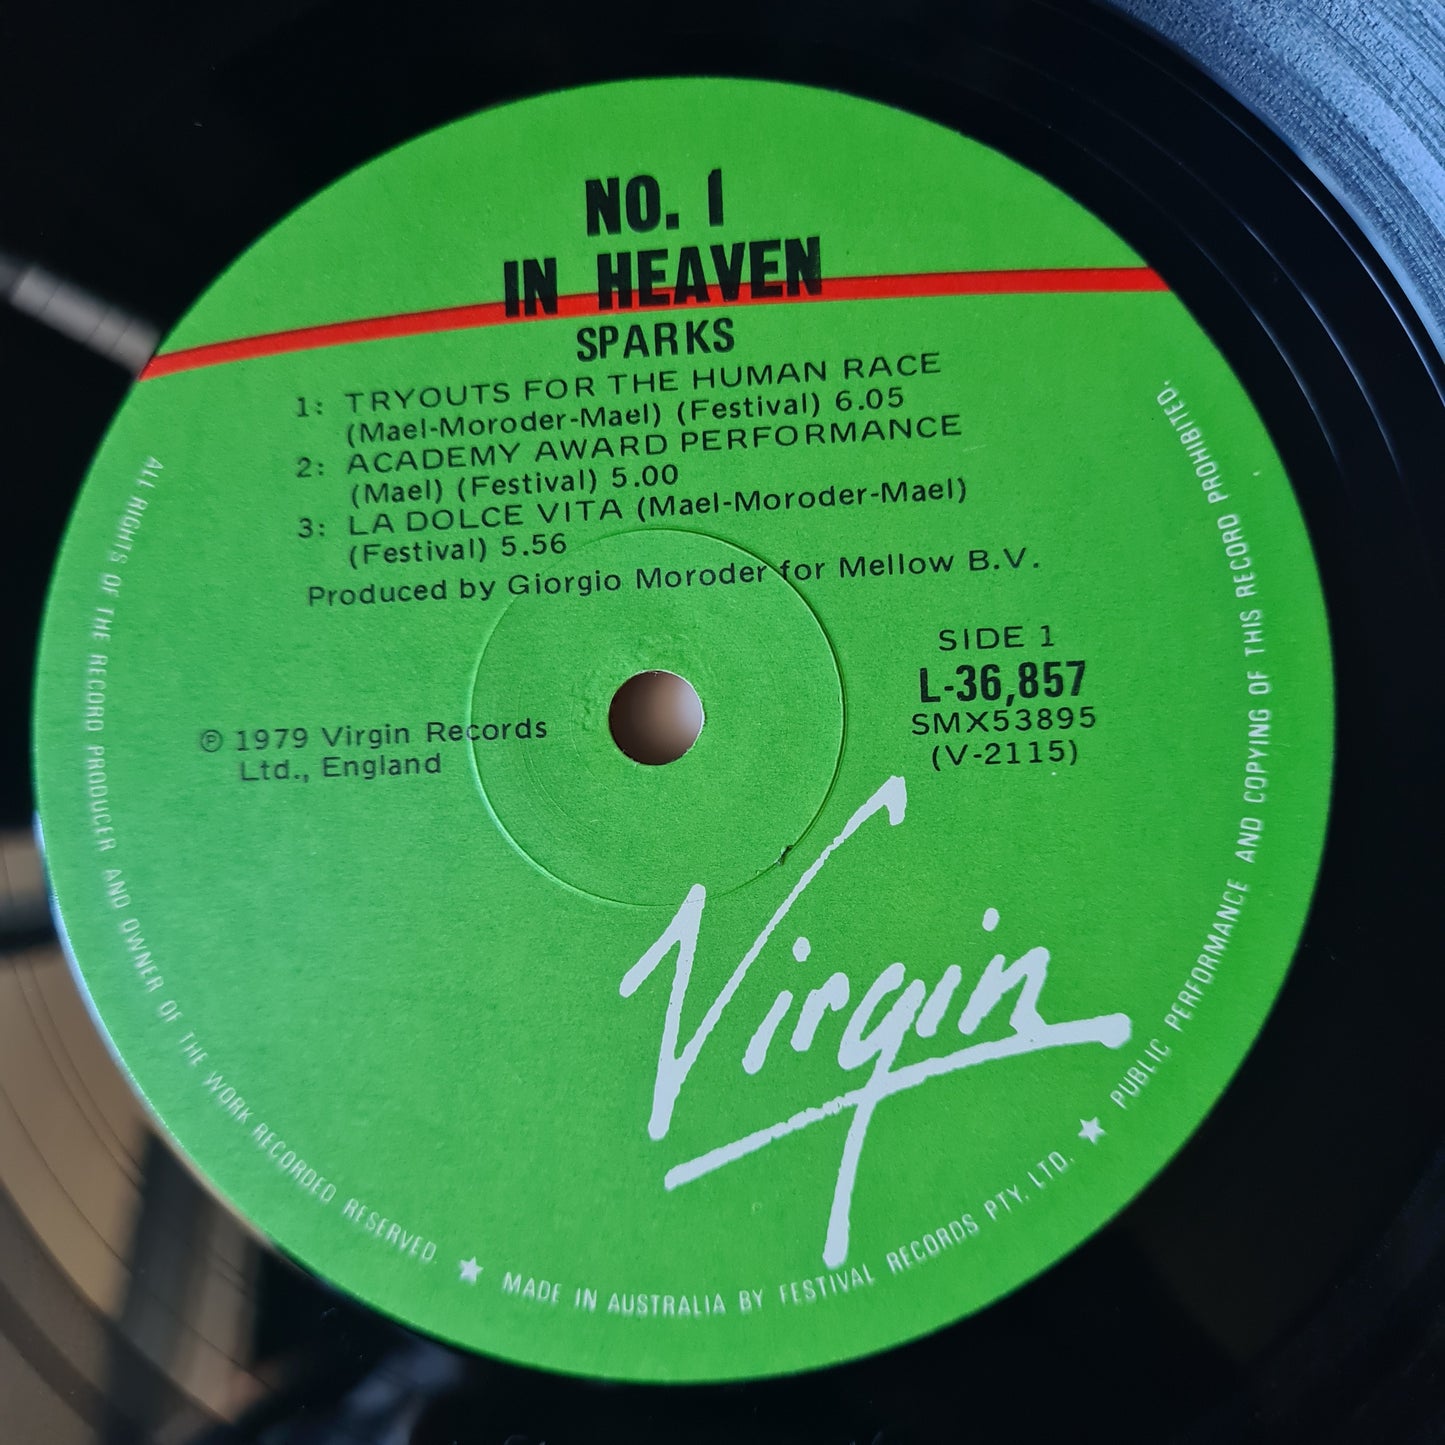 NO. 1
IN HEAVEN
SPARKS
1: TRYOUTS FOR THE HUMAN RACE
(Mael-Moroder-Mael) (Festival) 6.05
2: ACADEMY AWARD PERFORMANCE
(Mael) (Festival) 5.00
3: LA DOLCE VITA (Mael-Moroder-Mael)
(Festival) 5.56
Produced by Giorgio Moroder for Mellow B.V.
SIDE 1
L-36,857
SMX53895
(V-2115)
℗ 1979 Virgin Records
Ltd., England
Virgin
ALL RIGHTS OF THE RECORD PRODUCER AND OWNER OF THE WORK RECORDED RESERVED. ★ MADE IN AUSTRALIA BY FESTIVAL RECORDS PTY. LTD. ★ PUBLIC PERFORMANCE AND COPYING OF THIS RECORD PROHIBITED.